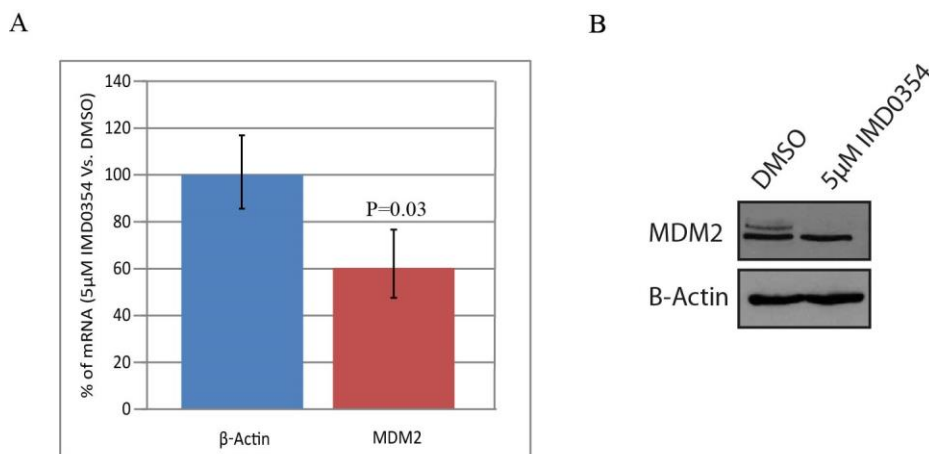 A
% of mRNA (5µM IMD0354 Vs. DMSO)
140
120
100
80
60
40
20
0
P=0.03
β-Actin
MDM2
B
DMSO
5µM IMD0354
MDM2
B-Actin